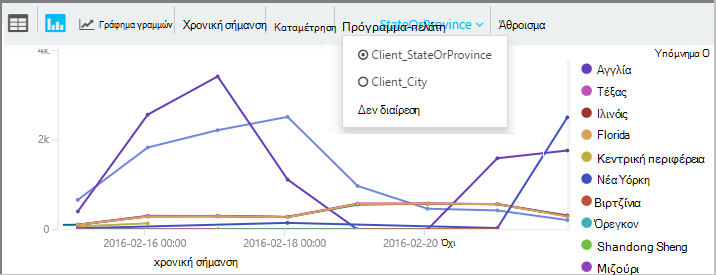 Γράφημα γραμμών Χρονική σήμανση Καταμέτρηση Πρόγραμμα-πελάτη StateOrProvince Άθροισμα
Client_StateOrProvince
Client_City
Δεν διαίρεση
Υπόμνημα Ο
Αγγλία
Τέξας
Ιλινόις
Florida
Κεντρική περιφέρεια
Νέα Υόρκη
Βιρτζίνια
Όρεγκον
Shandong Sheng
Μιζούρι
4k
2k
0
2016-02-16 00:00 2016-02-18 00:00 2016-02-20 Όχι
χρονική σήμανση